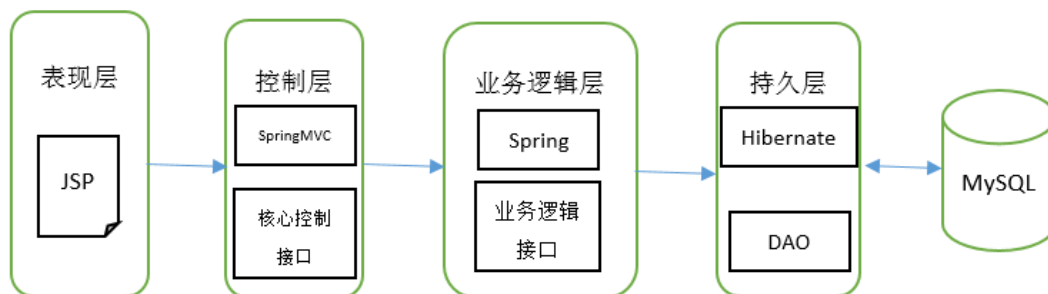 表现层
JSP
控制层
SpringMVC
核心控制
接口
业务逻辑层
Spring
业务逻辑
接口
持久层
Hibernate
DAO
MySQL